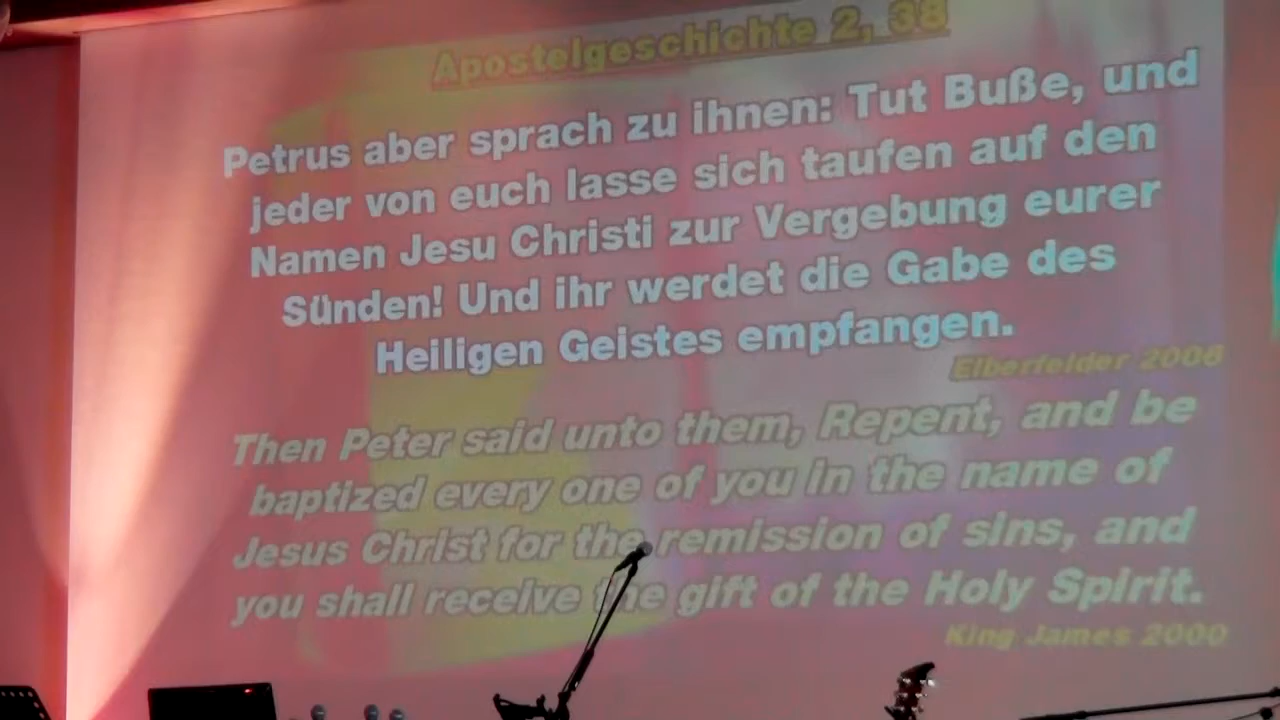 Apostelgeschichte 2, 38
Petrus aber sprach zu ihnen: Tut Buße, und
jeder von euch lasse sich taufen auf den
Namen Jesu Christi zur Vergebung eurer
Sünden! Und ihr werdet die Gabe des
Heiligen Geistes empfangen.
Elberfelder 2006
Then Peter said unto them, Repent, and be
baptized every one of you in the name of
Jesus Christ for the remission of sins, and
you shall receive the gift of the Holy Spirit.
King James 2000